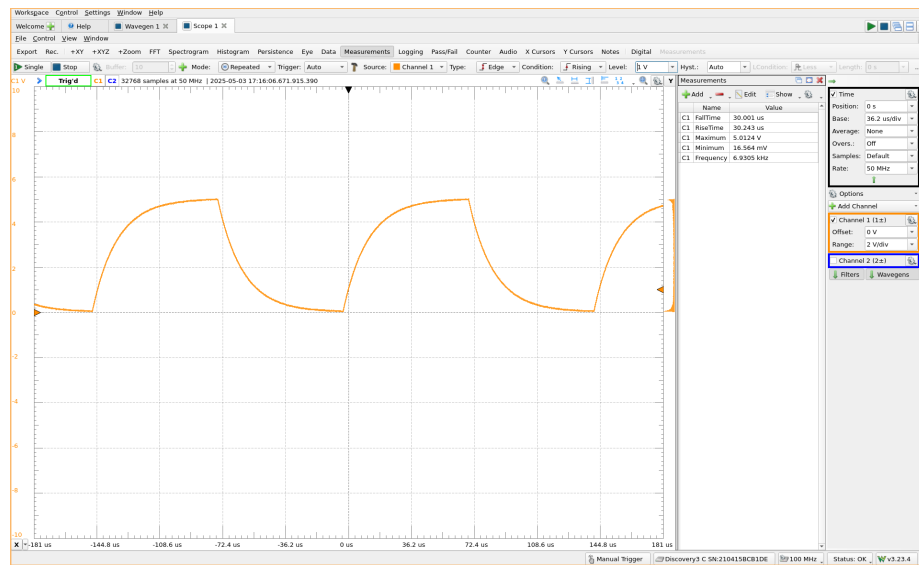 Workspace Control Settings Window Help
Welcome Help Wavegen 1 Scope 1
File Control View Window
Export Rec. +XY +XYZ +Zoom FFT Spectrogram Histogram Persistence Eye Data Measurements Logging Pass/Fail Counter Audio X Cursors Y Cursors Notes Digital Measurements
Single Stop Buffer: 10 Mode: Repeated Trigger: Auto Source: Channel 1 Type: Edge Condition: Rising Level: 1 V Hyst.: Auto LCondition: Less Length: 0 s
C1 V Trig'd C1 C2 32768 samples at 50 MHz | 2025-05-03 17:16:06.671.915.390 Y
10
8
6
4
2
0
-2
-4
-6
-8
-10
X -181 us -144.8 us -108.6 us -72.4 us -36.2 us 0 us 36.2 us 72.4 us 108.6 us 144.8 us 181 us
Measurements
Add Edit Show
Name Value
C1 FallTime 30.001 us
C1 RiseTime 30.243 us
C1 Maximum 5.0124 V
C1 Minimum 16.564 mV
C1 Frequency 6.9305 kHz
Time
Position: 0 s
Base: 36.2 us/div
Average: None
Overs.: Off
Samples: Default
Rate: 50 MHz
Options
Add Channel
Channel 1 (1±)
Offset: 0 V
Range: 2 V/div
Channel 2 (2±)
Filters Wavegens
Manual Trigger Discovery3 C SN:210415BCB1DE 100 MHz Status: OK v3.23.4